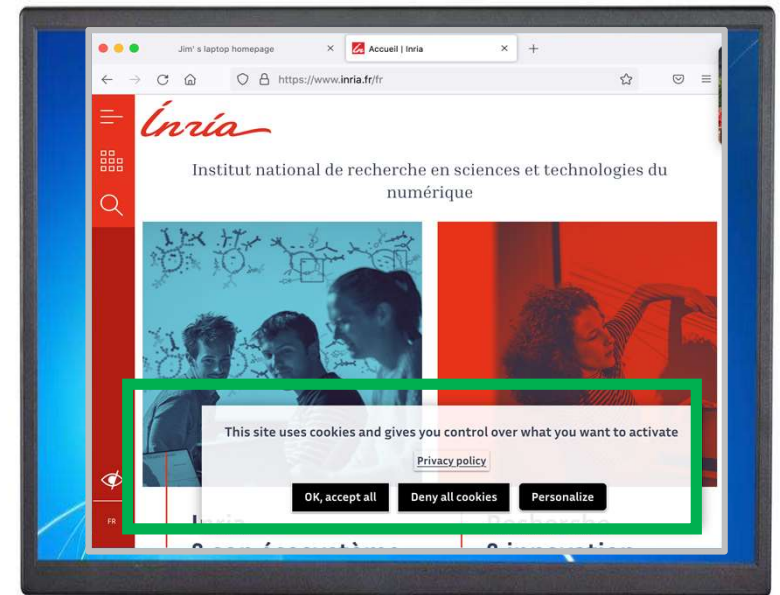 Jim' s laptop homepage
Accueil | Inria
https://www.inria.fr/fr
Inría
Institut national de recherche en sciences et technologies du
numérique
This site uses cookies and gives you control over what you want to activate
Privacy policy
OK, accept all
Deny all cookies
Personalize
FR
Inria
Recherche